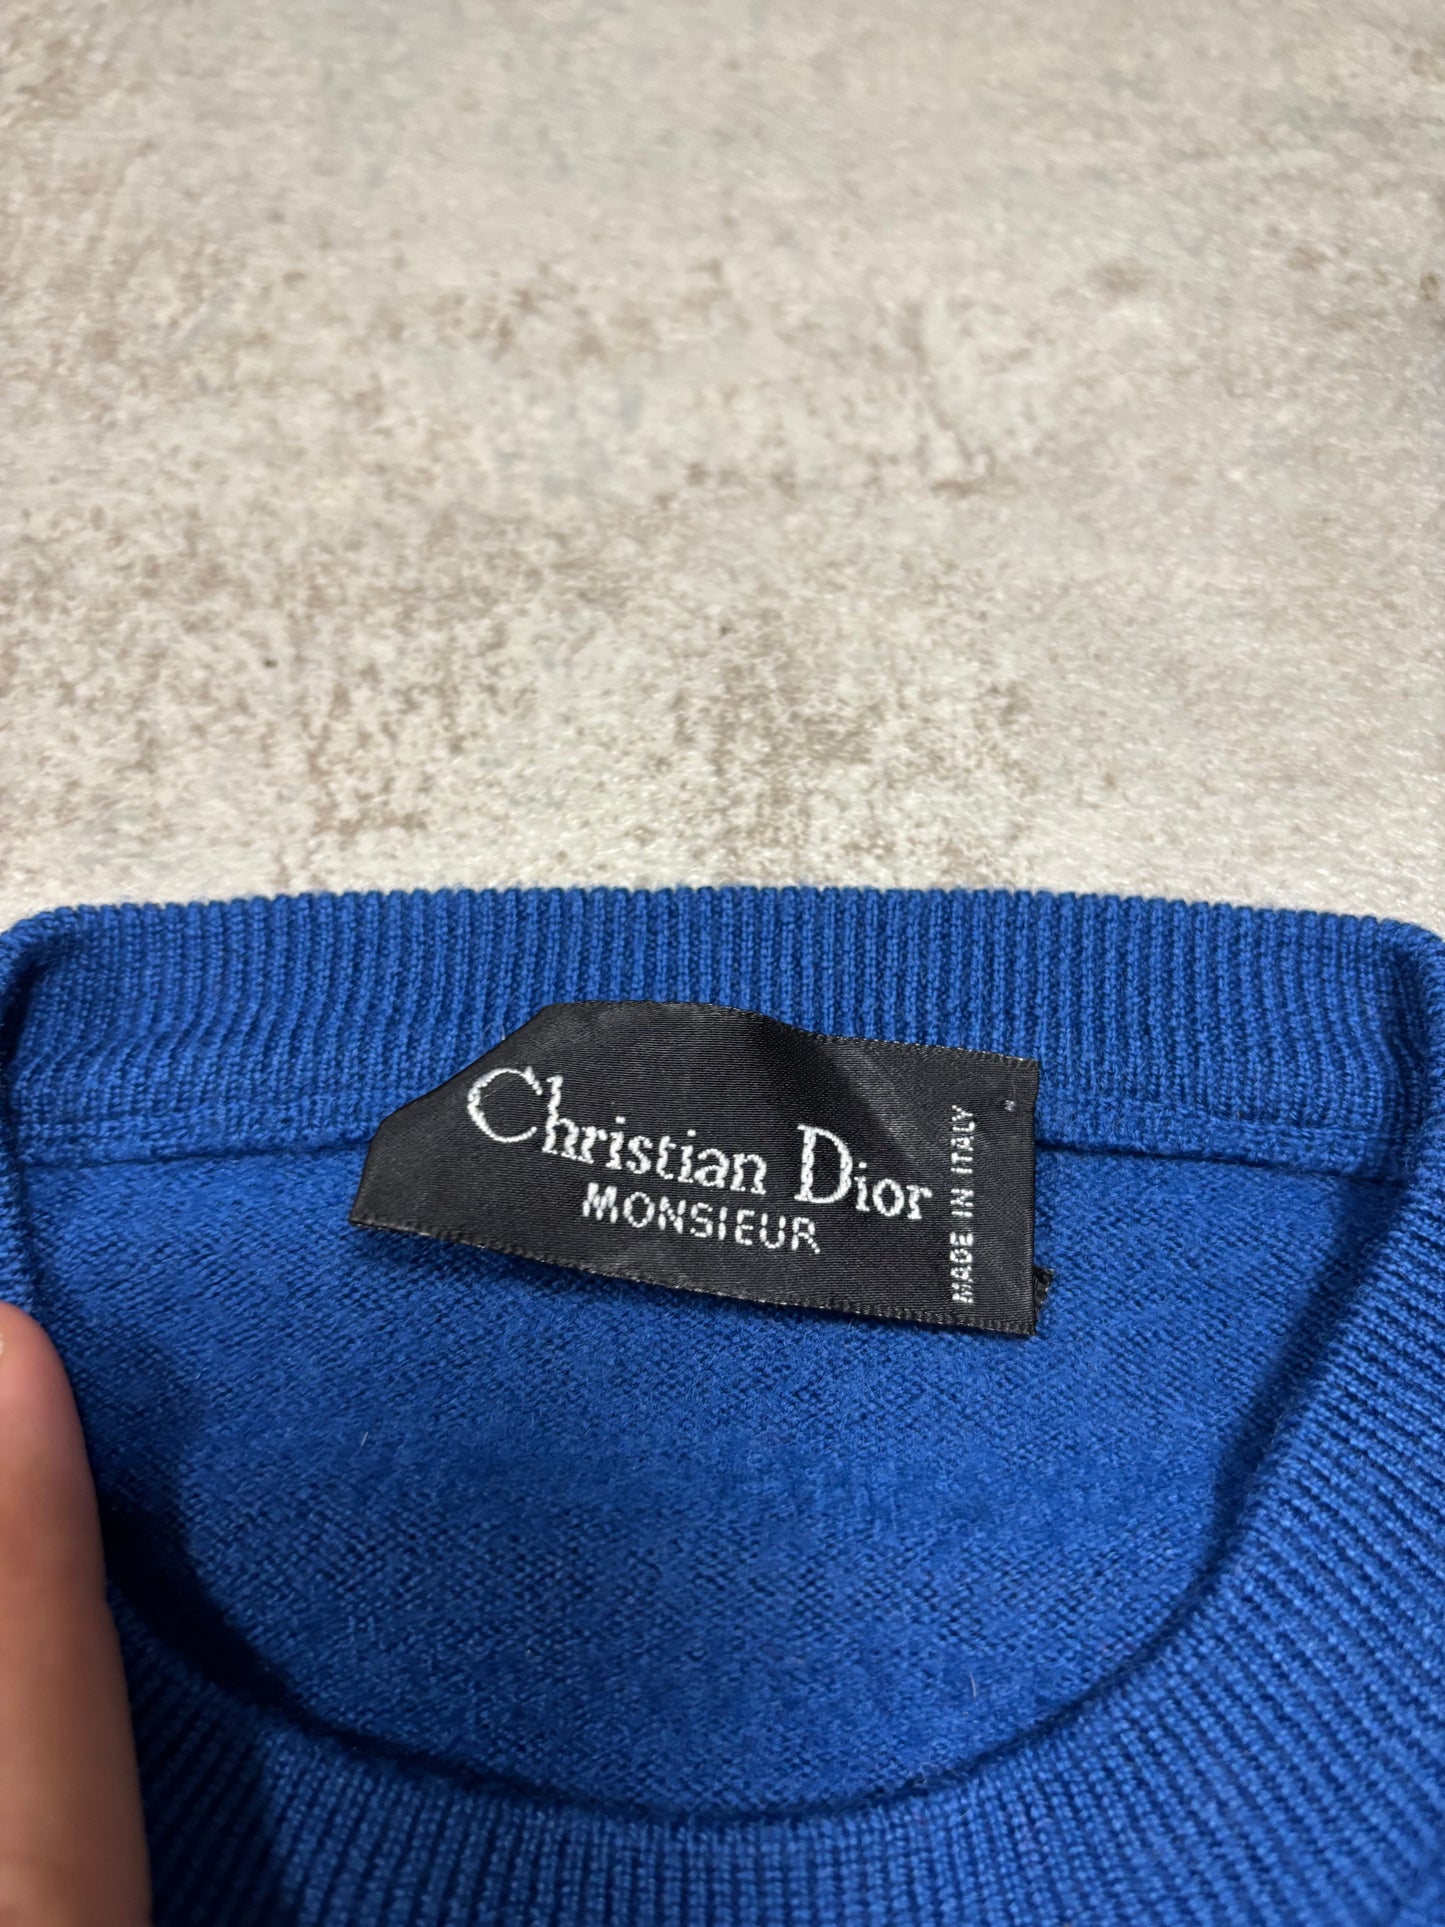 Christian Dior
MONSIEUR
MADE IN ITALY